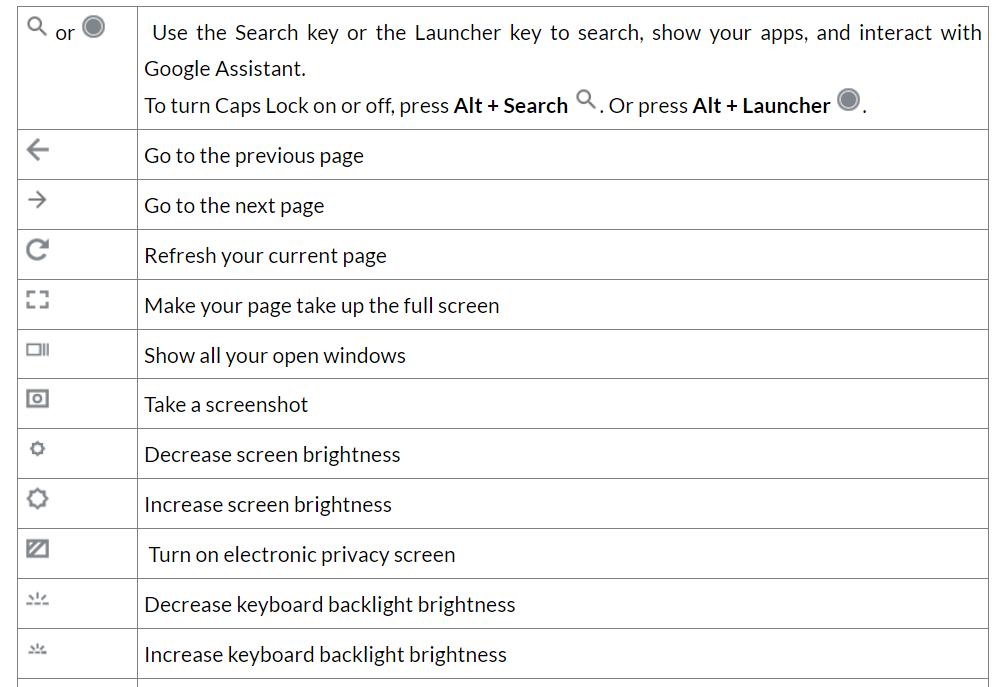 or
Use the Search key or the Launcher key to search, show your apps, and interact with
Google Assistant.
To turn Caps Lock on or off, press Alt + Search . Or press Alt + Launcher .
Go to the previous page
Go to the next page
Refresh your current page
Make your page take up the full screen
Show all your open windows
Take a screenshot
Decrease screen brightness
Increase screen brightness
Turn on electronic privacy screen
Decrease keyboard backlight brightness
Increase keyboard backlight brightness